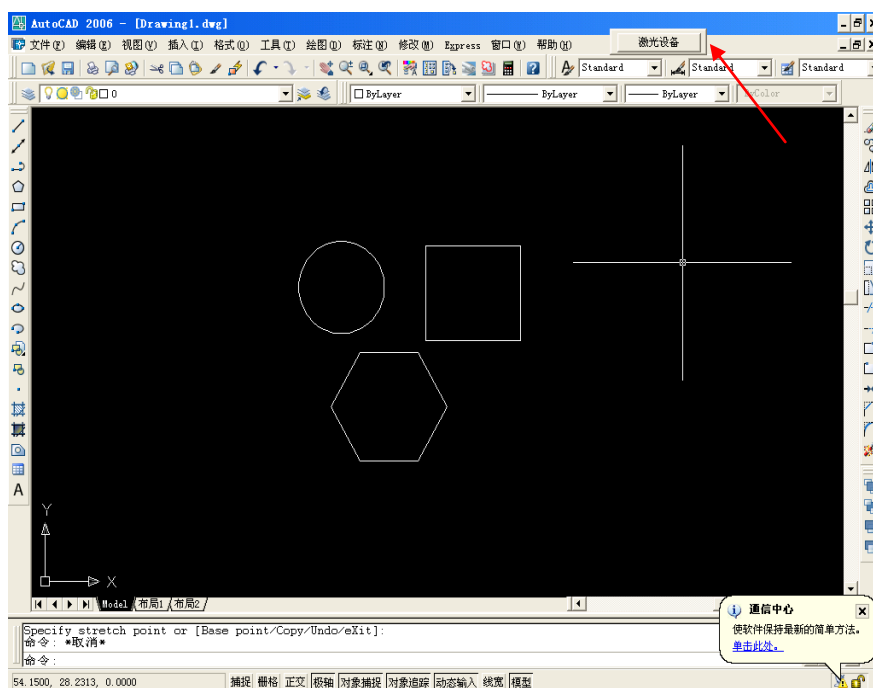 AutoCAD 2006 - [Drawing1.dwg]
文件(F) 编辑(E) 视图(V) 插入(I) 格式(O) 工具(T) 绘图(D) 标注(N) 修改(M) Express 窗口(W) 帮助(H) 激光设备
Standard Standard Standard
0 ByLayer ByLayer ByLayer ByColor
A
Y
X
Model 布局1 布局2
通信中心
使软件保持最新的简单方法。
单击此处。
Specify stretch point or [Base point/Copy/Undo/eXit]:
命令: *取消*
命令:
54.1500, 28.2313, 0.0000 捕捉 栅格 正交 极轴 对象捕捉 对象追踪 动态输入 线宽 模型